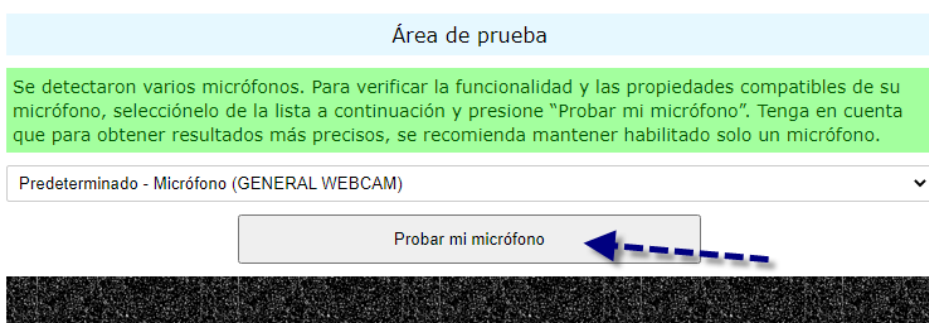 Área de prueba
Se detectaron varios micrófonos. Para verificar la funcionalidad y las propiedades compatibles de su
micrófono, selecciónelo de la lista a continuación y presione “Probar mi micrófono”. Tenga en cuenta
que para obtener resultados más precisos, se recomienda mantener habilitado solo un micrófono.
Predeterminado - Micrófono (GENERAL WEBCAM)
Probar mi micrófono